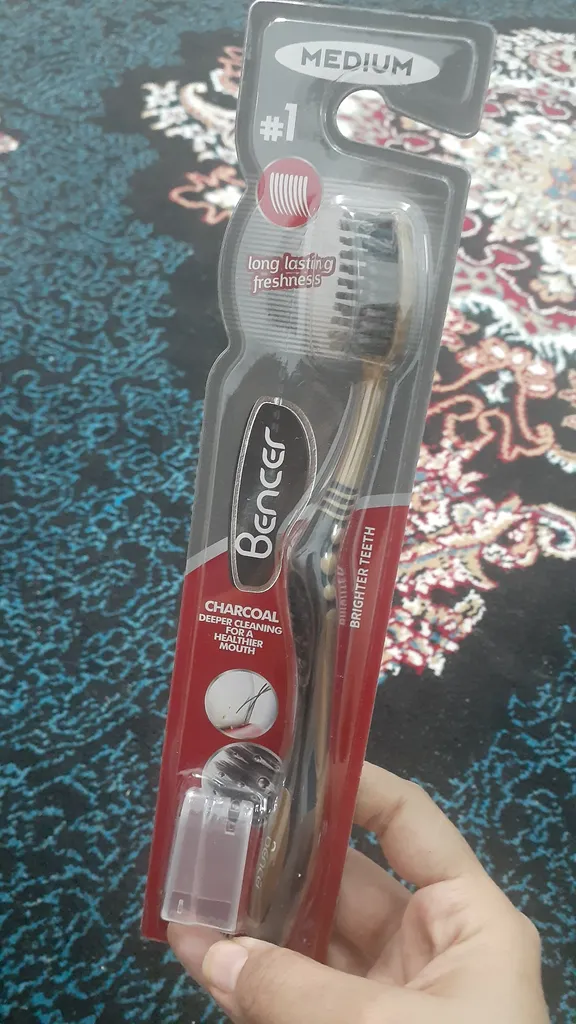 MEDIUM
#1
long lasting
freshness
Bencer
BRIGHTER TEETH
CHARCOAL
DEEPER CLEANING
FOR A
HEALTHIER
MOUTH